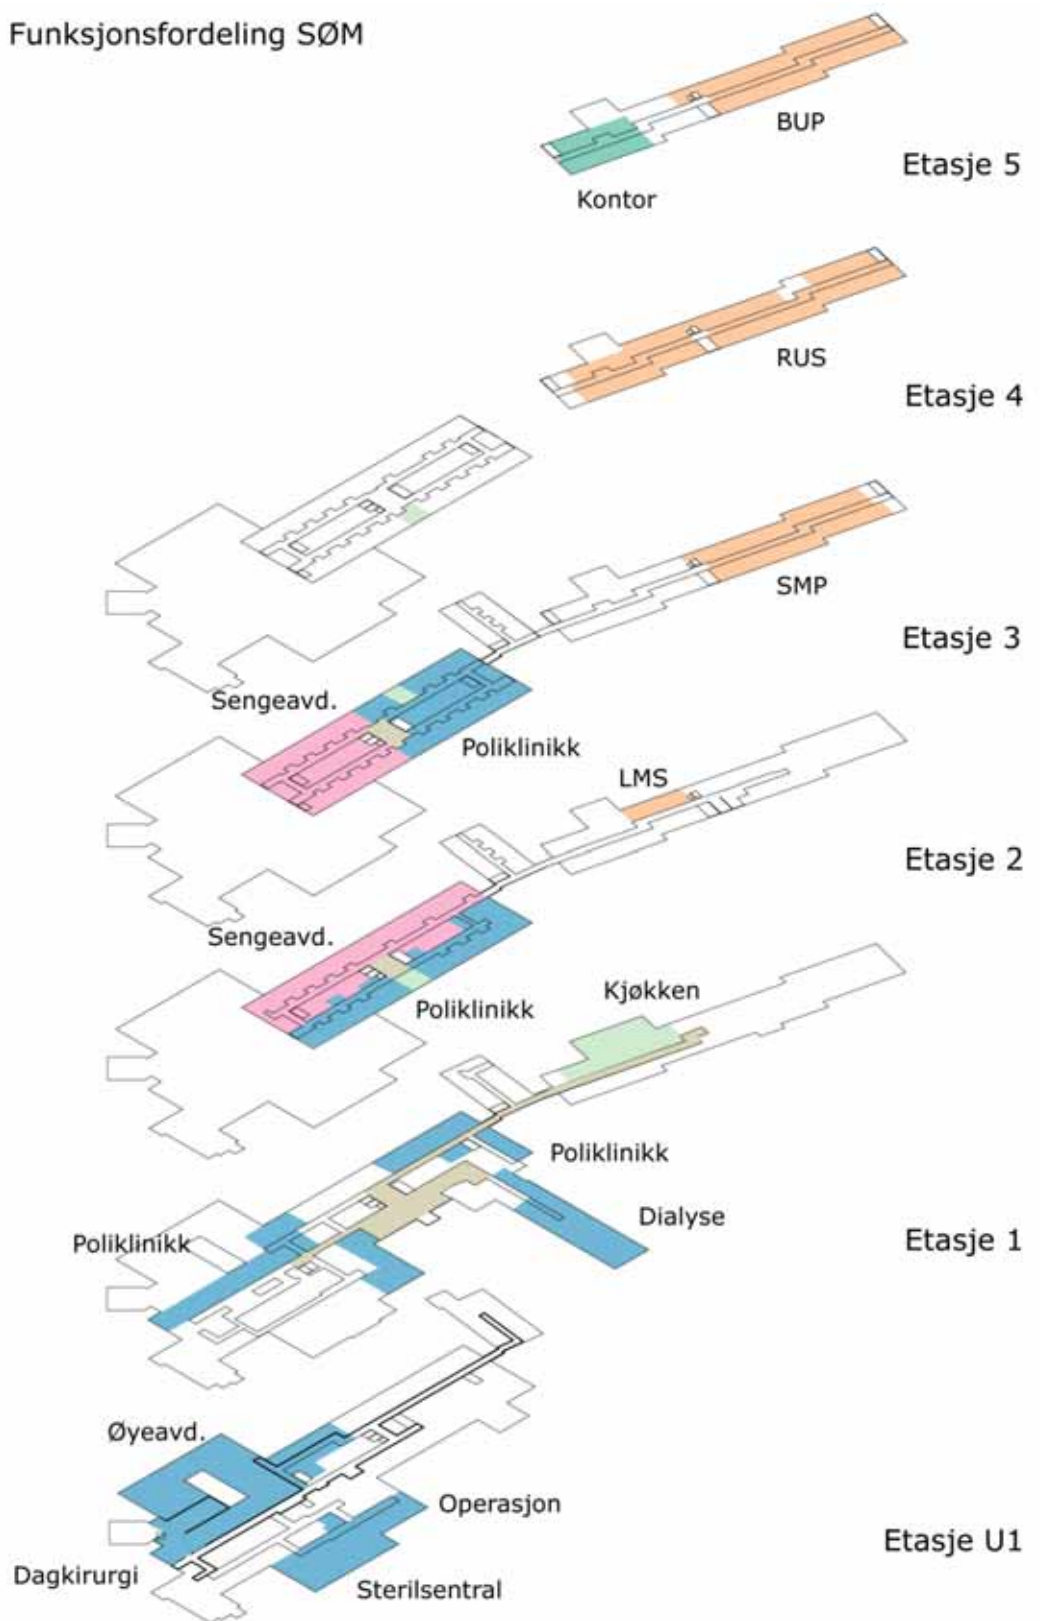 Funksjonsfordeling SØM
BUP
Etasje 5
Kontor
RUS
Etasje 4
SMP
Etasje 3
Sengeavd.
Poliklinikk
LMS
Etasje 2
Sengeavd.
Poliklinikk
Kjøkken
Poliklinikk
Dialyse
Poliklinikk
Etasje 1
Øyeavd.
Operasjon
Etasje U1
Dagkirurgi
Sterilsentral